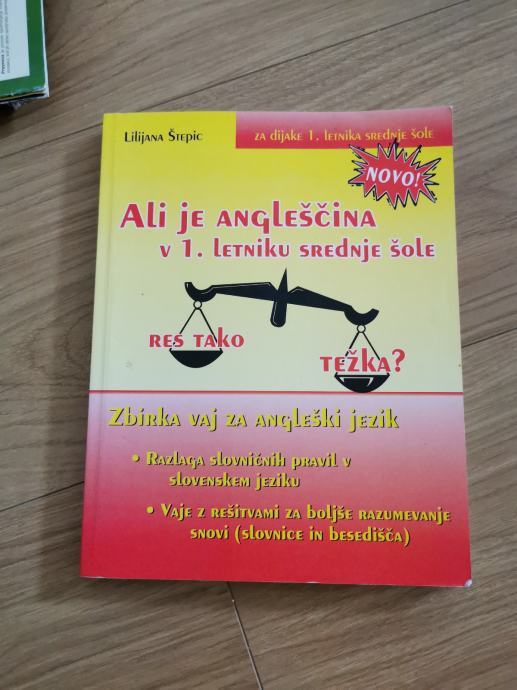 Lilijana Štepic
za dijake 1. letnika srednje šole
NOVO!
Ali je angleščina
v 1. letniku srednje šole
res tako
težka?
Zbirka vaj za angleški jezik
• Razlaga slovničnih pravil v
slovenskem jeziku
• Vaje z rešitvami za boljše razumevanje
snovi (slovnice in besedišča)